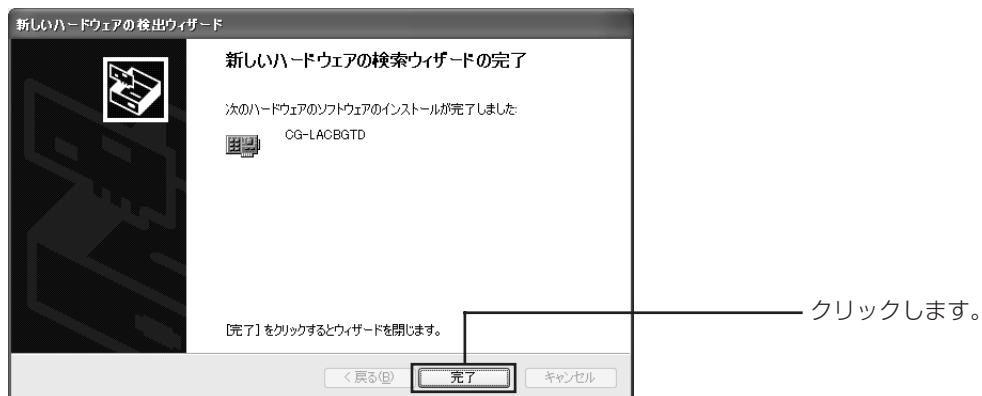 新しいハードウェアの検出ウィザード
新しいハードウェアの検索ウィザードの完了
次のハードウェアのソフトウェアのインストールが完了しました:
CG-LACBGTD
クリックします。
[完了] をクリックするとウィザードを閉じます。
< 戻る(B)
完了
キャンセル